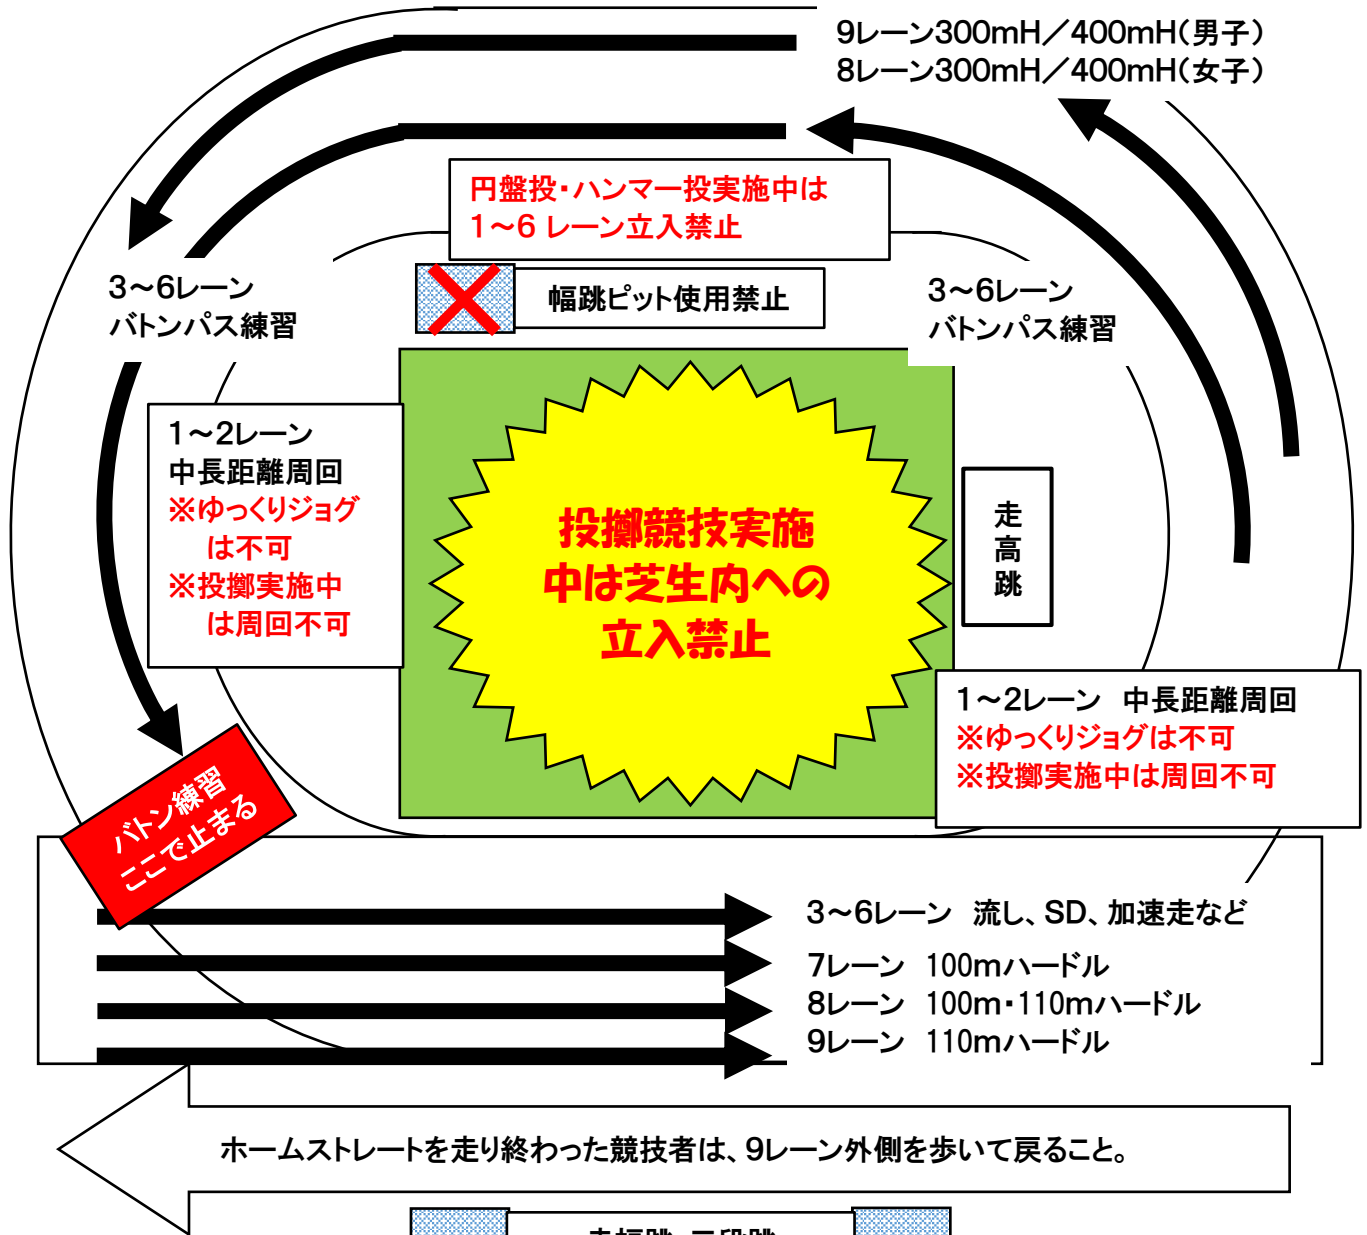 9レーン300mH/400mH(男子)
8レーン300mH/400mH(女子)
円盤投・ハンマー投実施中は
1~6 レーン立入禁止
幅跳ピット使用禁止
3~6レーン
バトンパス練習
3~6レーン
バトンパス練習
1~2レーン
中長距離周回
※ゆっくりジョグ
は不可
※投擲実施中
は周回不可
投擲競技実施
中は芝生内への
立入禁止
走
高
跳
1~2レーン 中長距離周回
※ゆっくりジョグは不可
※投擲実施中は周回不可
バトン練習
ここで止まる
3~6レーン 流し、SD、加速走など
7レーン 100mハードル
8レーン 100m・110mハードル
9レーン 110mハードル
ホームストレートを走り終わった競技者は、9レーン外側を歩いて戻ること。